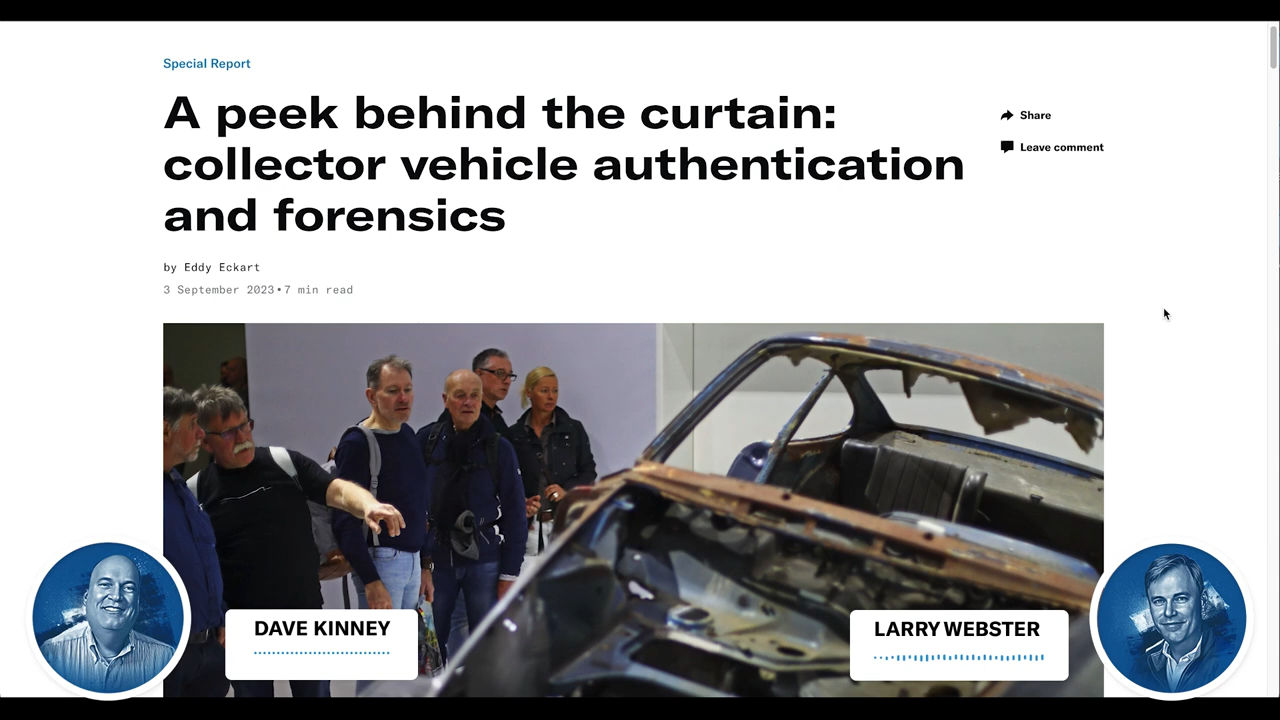 Special Report
A peek behind the curtain:
collector vehicle authentication
and forensics
Share
Leave comment
by Eddy Eckart
3 September 2023 • 7 min read
DAVE KINNEY
LARRY WEBSTER